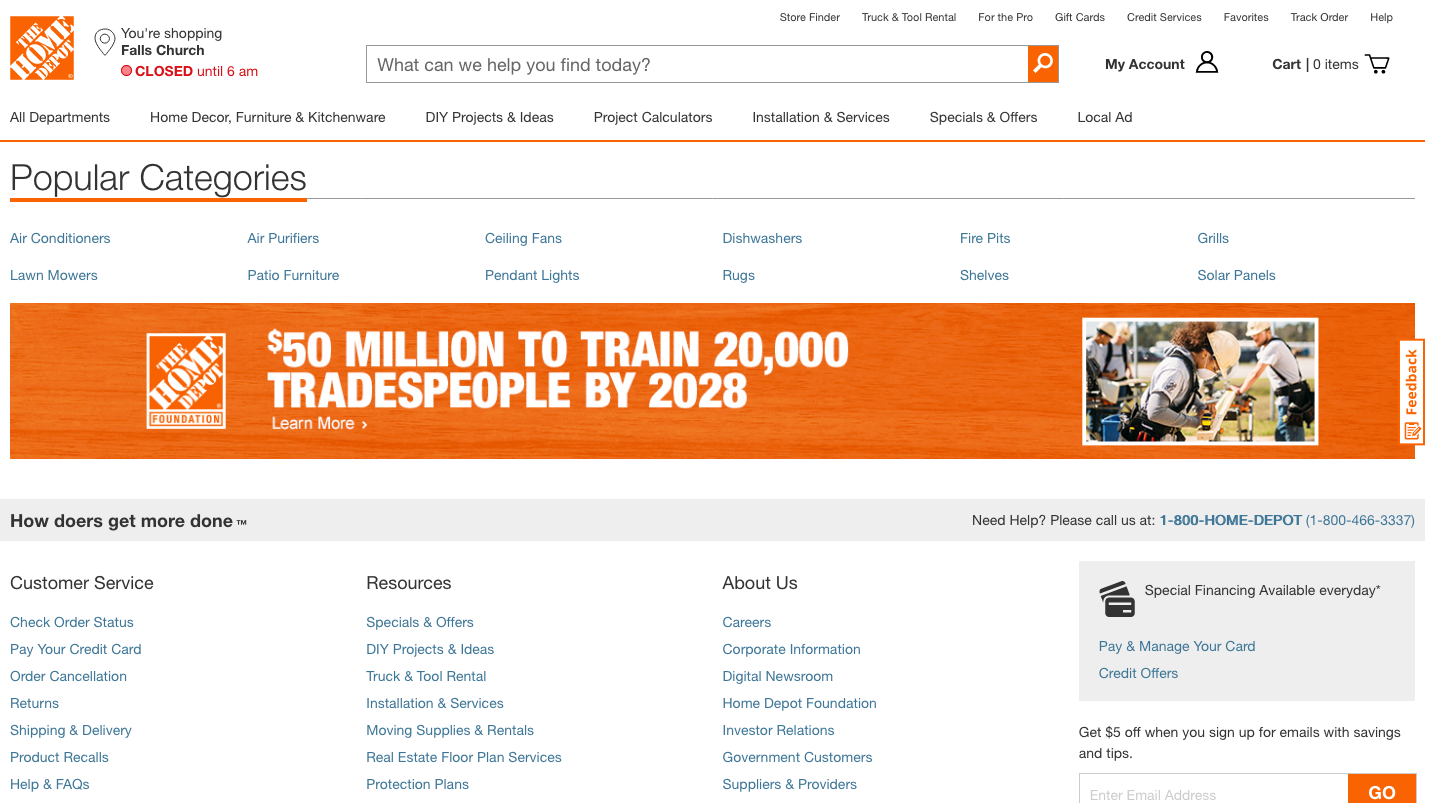 Store Finder Truck & Tool Rental For the Pro Gift Cards Credit Services Favorites Track Order Help
THE HOME DEPOT
You're shopping
Falls Church
CLOSED until 6 am
What can we help you find today?
My Account
Cart | 0 items
All Departments Home Decor, Furniture & Kitchenware DIY Projects & Ideas Project Calculators Installation & Services Specials & Offers Local Ad
Popular Categories
Air Conditioners Air Purifiers Ceiling Fans Dishwashers Fire Pits Grills
Lawn Mowers Patio Furniture Pendant Lights Rugs Shelves Solar Panels
THE HOME DEPOT
FOUNDATION
$50 MILLION TO TRAIN 20,000
TRADESPEOPLE BY 2028
Learn More ›
Feedback
How doers get more done ™
Need Help? Please call us at: 1-800-HOME-DEPOT (1-800-466-3337)
Customer Service
Check Order Status
Pay Your Credit Card
Order Cancellation
Returns
Shipping & Delivery
Product Recalls
Help & FAQs
Resources
Specials & Offers
DIY Projects & Ideas
Truck & Tool Rental
Installation & Services
Moving Supplies & Rentals
Real Estate Floor Plan Services
Protection Plans
About Us
Careers
Corporate Information
Digital Newsroom
Home Depot Foundation
Investor Relations
Government Customers
Suppliers & Providers
Special Financing Available everyday*
Pay & Manage Your Card
Credit Offers
Get $5 off when you sign up for emails with savings
and tips.
Enter Email Address
GO